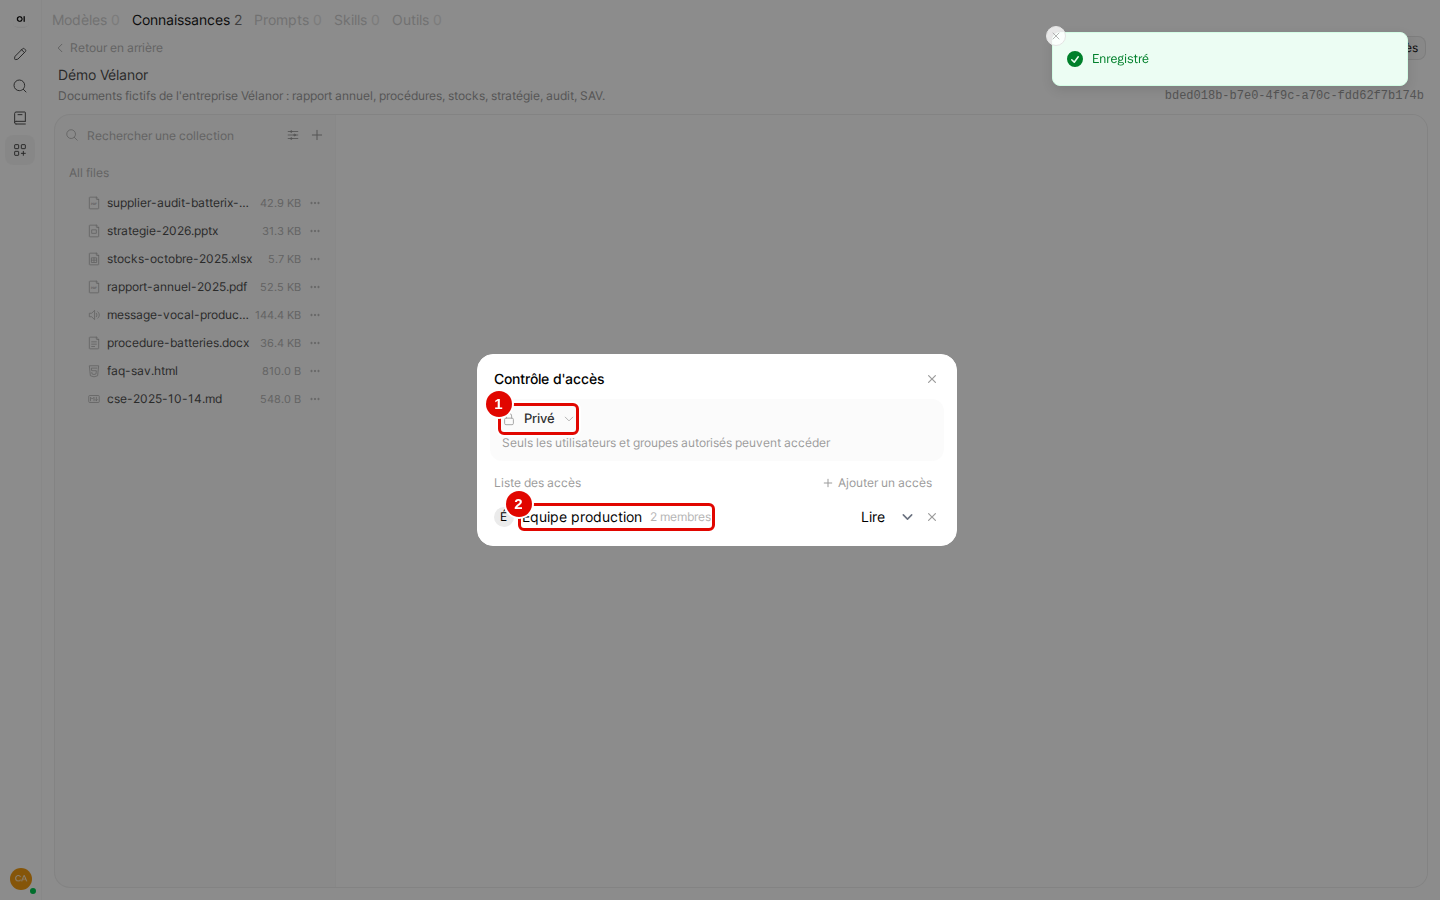 OI
Modèles 0 Connaissances 2 Prompts 0 Skills 0 Outils 0
Retour en arrière
Enregistré
ès
Démo Vélanor
Documents fictifs de l'entreprise Vélanor : rapport annuel, procédures, stocks, stratégie, audit, SAV.
bded018b-b7e0-4f9c-a70c-fdd62f7b174b
Rechercher une collection
All files
supplier-audit-batterix-... 42.9 KB
strategie-2026.pptx 31.3 KB
stocks-octobre-2025.xlsx 5.7 KB
rapport-annuel-2025.pdf 52.5 KB
message-vocal-produc... 144.4 KB
procedure-batteries.docx 36.4 KB
faq-sav.html 810.0 B
cse-2025-10-14.md 548.0 B
Contrôle d'accès
1
Privé
Seuls les utilisateurs et groupes autorisés peuvent accéder
Liste des accès
Ajouter un accès
2
É Équipe production 2 membres Lire
CA